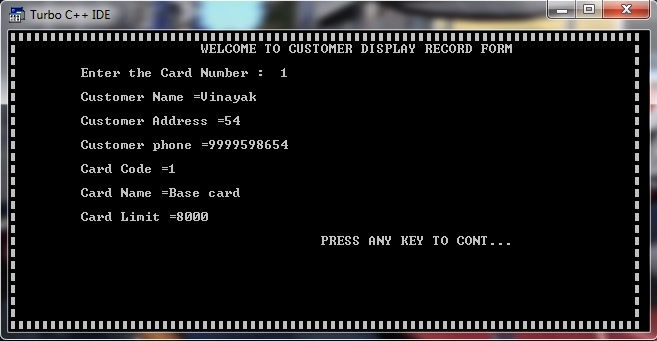 Turbo C++ IDE
WELCOME TO CUSTOMER DISPLAY RECORD FORM
Enter the Card Number :  1
Customer Name =Vinayak
Customer Address =54
Customer phone =9999598654
Card Code =1
Card Name =Base card
Card Limit =8000
PRESS ANY KEY TO CONT...